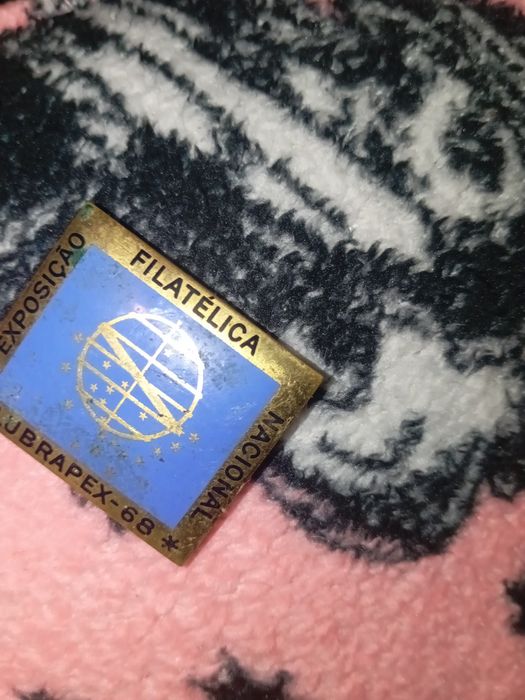 EXPOSIÇÃO
FILATÉLICA
NACIONAL
UBRAPEX-68 *